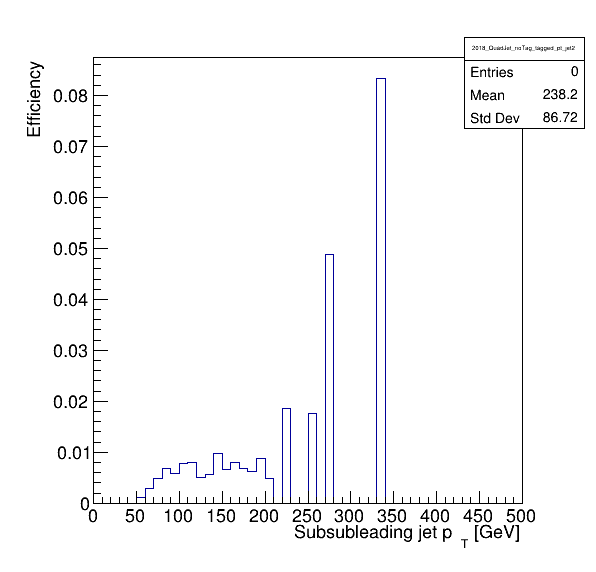 2018_QuadJet_noTag_tagged_pt_jet2
Entries 0
Mean 238.2
Std Dev 86.72
Efficiency
0.08
0.07
0.06
0.05
0.04
0.03
0.02
0.01
0
0 50 100 150 200 250 300 350 400 450 500
Subsubleading jet p_T [GeV]